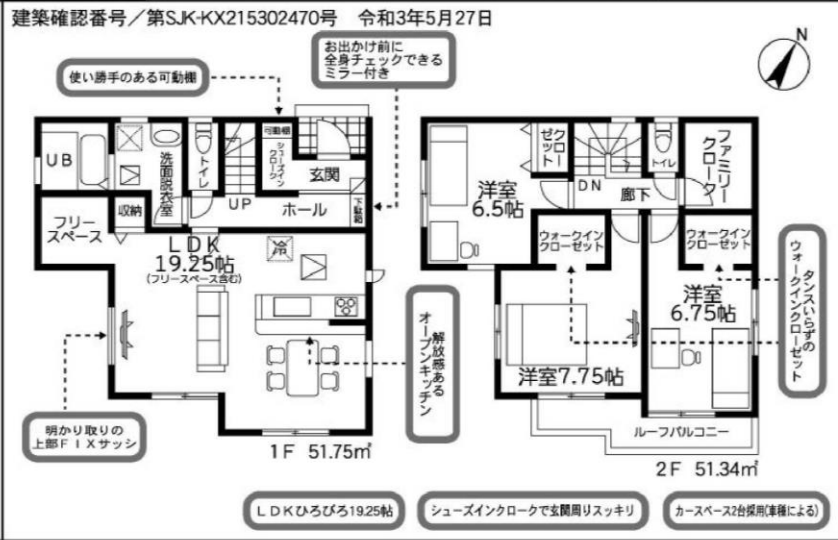 建築確認番号／第SJK-KX215302470号　令和3年5月27日
N
お出かけ前に
全身チェックできる
ミラー付き
使い勝手のある可動棚
UB
洗面脱衣室
トイレ
UP
可動棚
シューズイン
クローク
玄関
ホール
下駄箱
フリー
スペース
収納
LDK
19.25帖
(フリースペース含む)
冷
解放感ある
オープンキッチン
明かり取りの
上部FIXサッシ
1F 51.75㎡
洋室
6.5帖
クロー
ゼット
DN
トイレ
廊下
ファミリー
クローク
ウォークイン
クローゼット
ウォークイン
クローゼット
洋室
6.75帖
洋室7.75帖
タンスいらずの
ウォークインクローゼット
ルーフバルコニー
2F 51.34㎡
LDKひろびろ19.25帖
シューズインクロークで玄関周りスッキリ
カースペース2台採用(車種による)